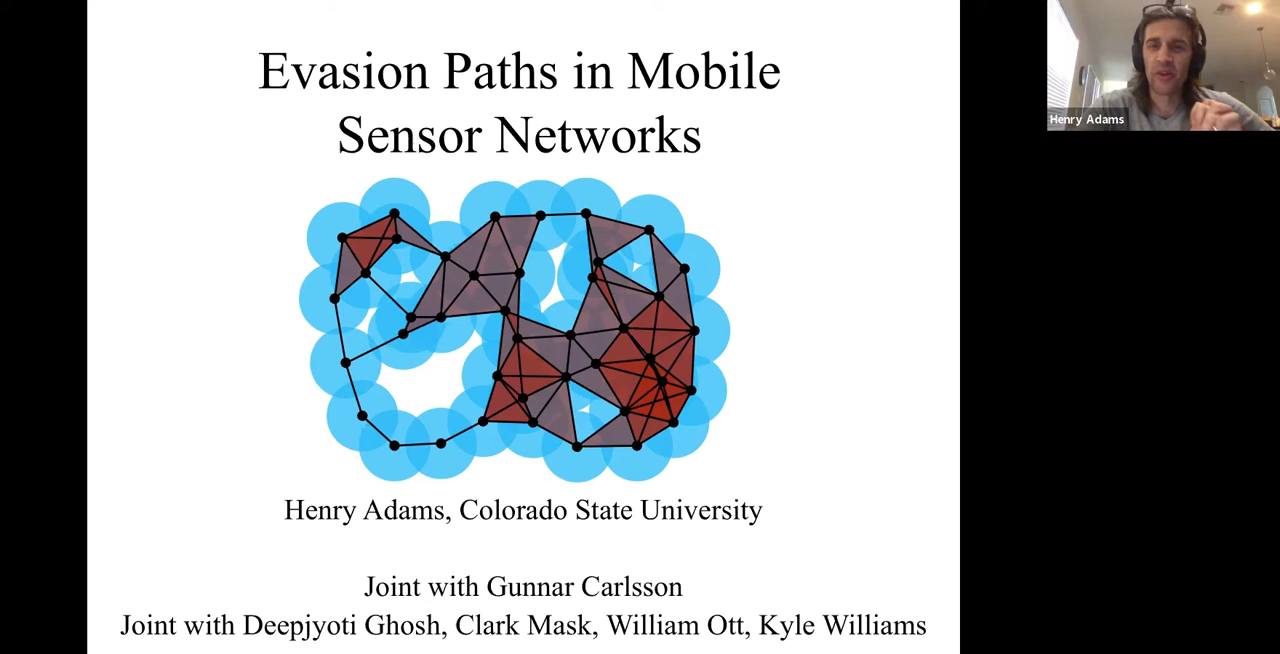 Evasion Paths in Mobile
Sensor Networks
Henry Adams
Henry Adams, Colorado State University
Joint with Gunnar Carlsson
Joint with Deepjyoti Ghosh, Clark Mask, William Ott, Kyle Williams